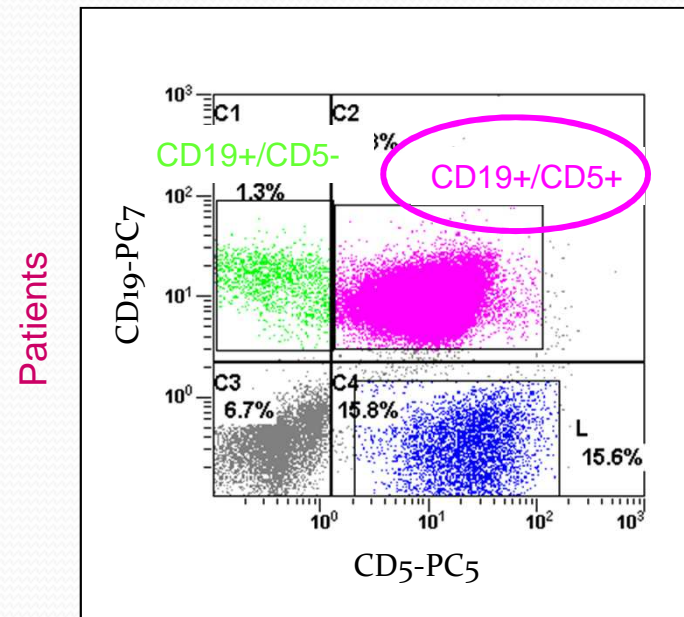 Patients
10³
C1
C2
3%
CD19+/CD5-
CD19+/CD5+
10²
1.3%
CD19-PC7
10¹
10⁰
C3
C4
6.7%
15.8%
L
15.6%
10⁰
10¹
10²
10³
CD5-PC5